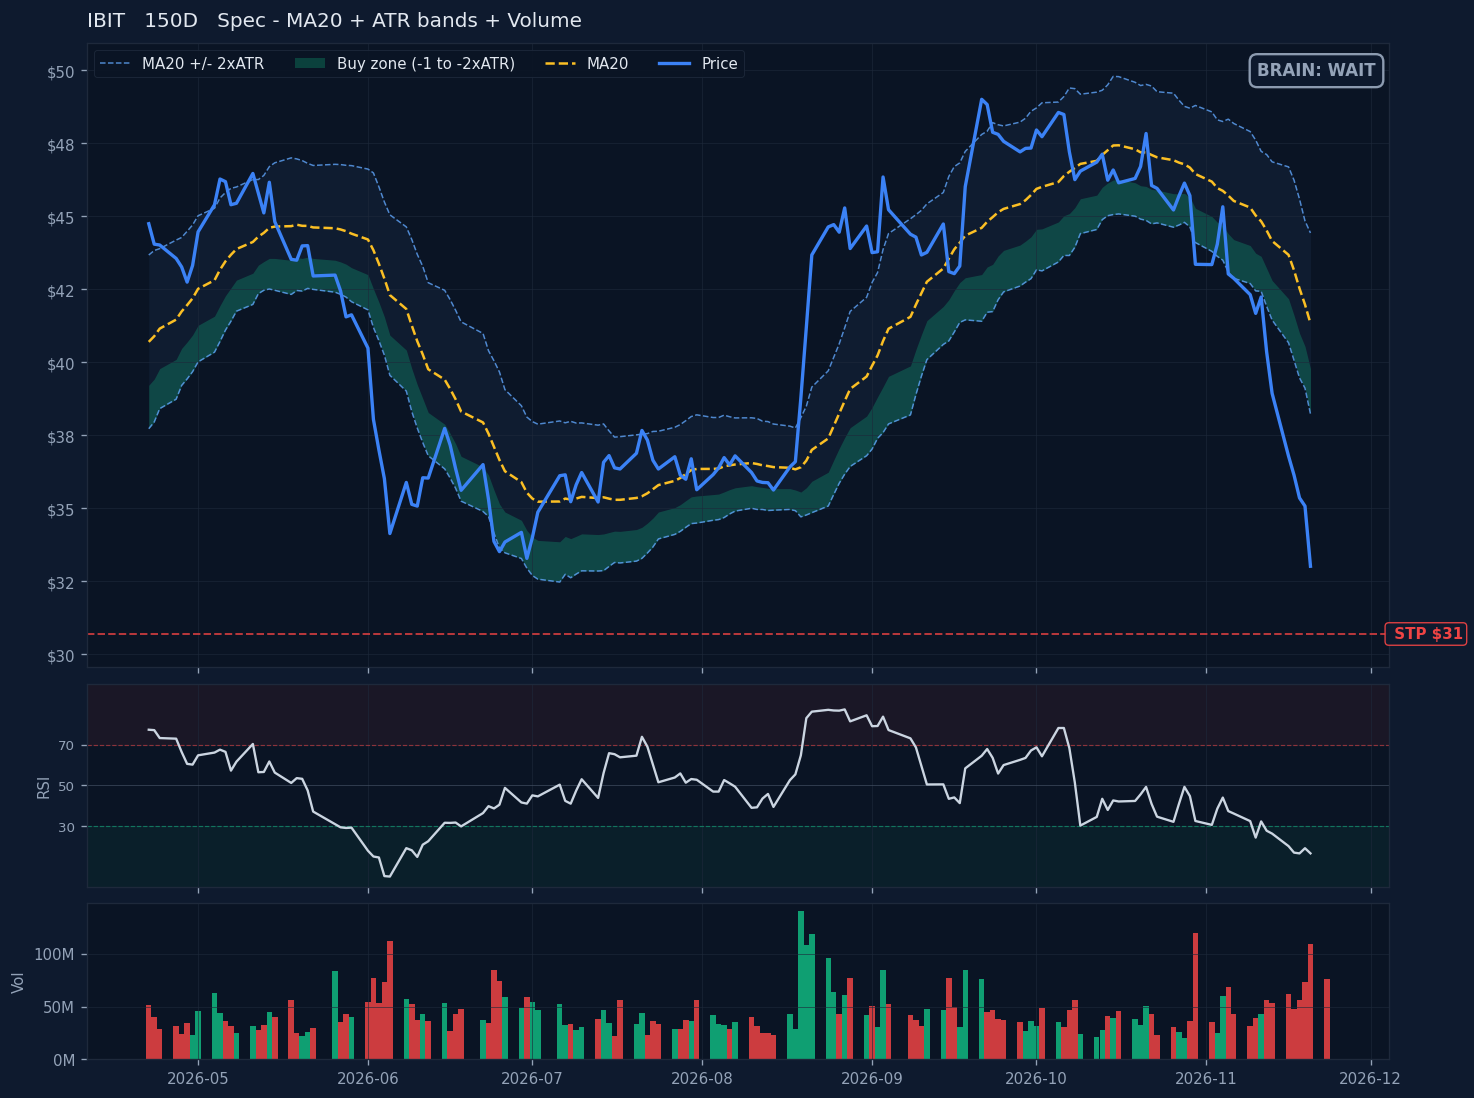 IBIT   150D   Spec - MA20 + ATR bands + Volume
MA20 +/- 2xATR   Buy zone (-1 to -2xATR)   MA20   Price
BRAIN: WAIT
$50
$48
$45
$42
$40
$38
$35
$32
$30
STP $31
RSI
70
50
30
Vol
100M
50M
0M
2026-05   2026-06   2026-07   2026-08   2026-09   2026-10   2026-11   2026-12